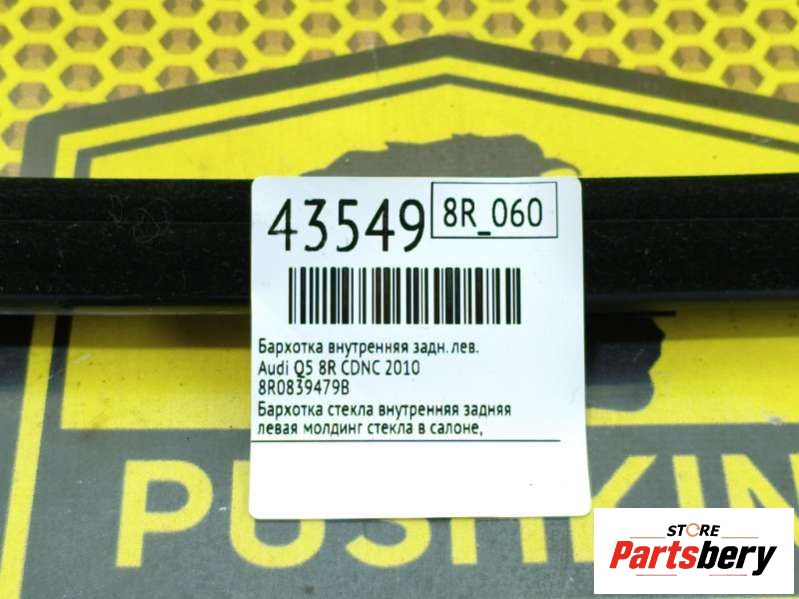 43549
8R_060
Бархотка внутренняя задн. лев.
Audi Q5 8R CDNC 2010
8R0839479B
Бархотка стекла внутренняя задняя
левая молдинг стекла в салоне,
PUSHKIN
STORE
Partsbery